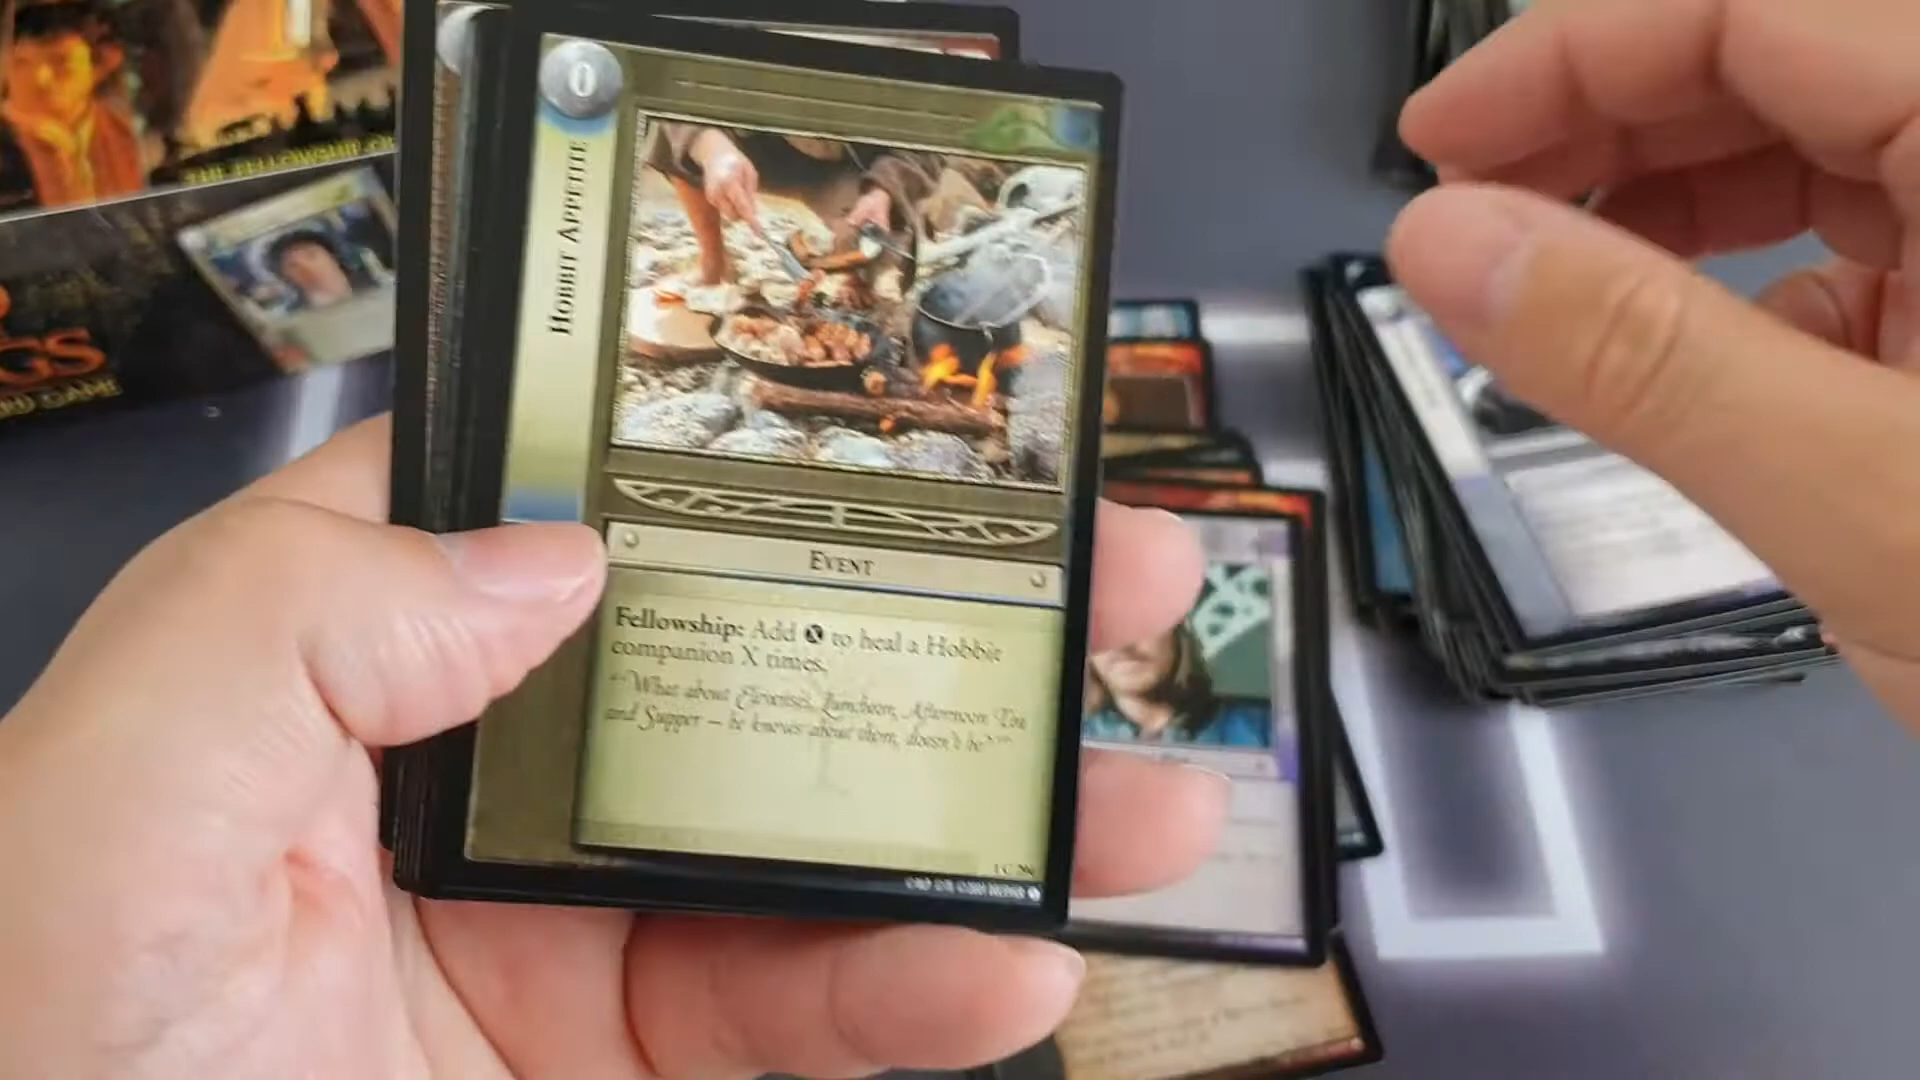 THE FELLOWSHIP OF
GS
CARD GAME
0
HOBBIT APPETITE
EVENT
Fellowship: Add X to heal a Hobbit
companion X times.
"'What about Elevenses, Luncheon, Afternoon Tea
and Supper – he knows about them, doesn't he?'"